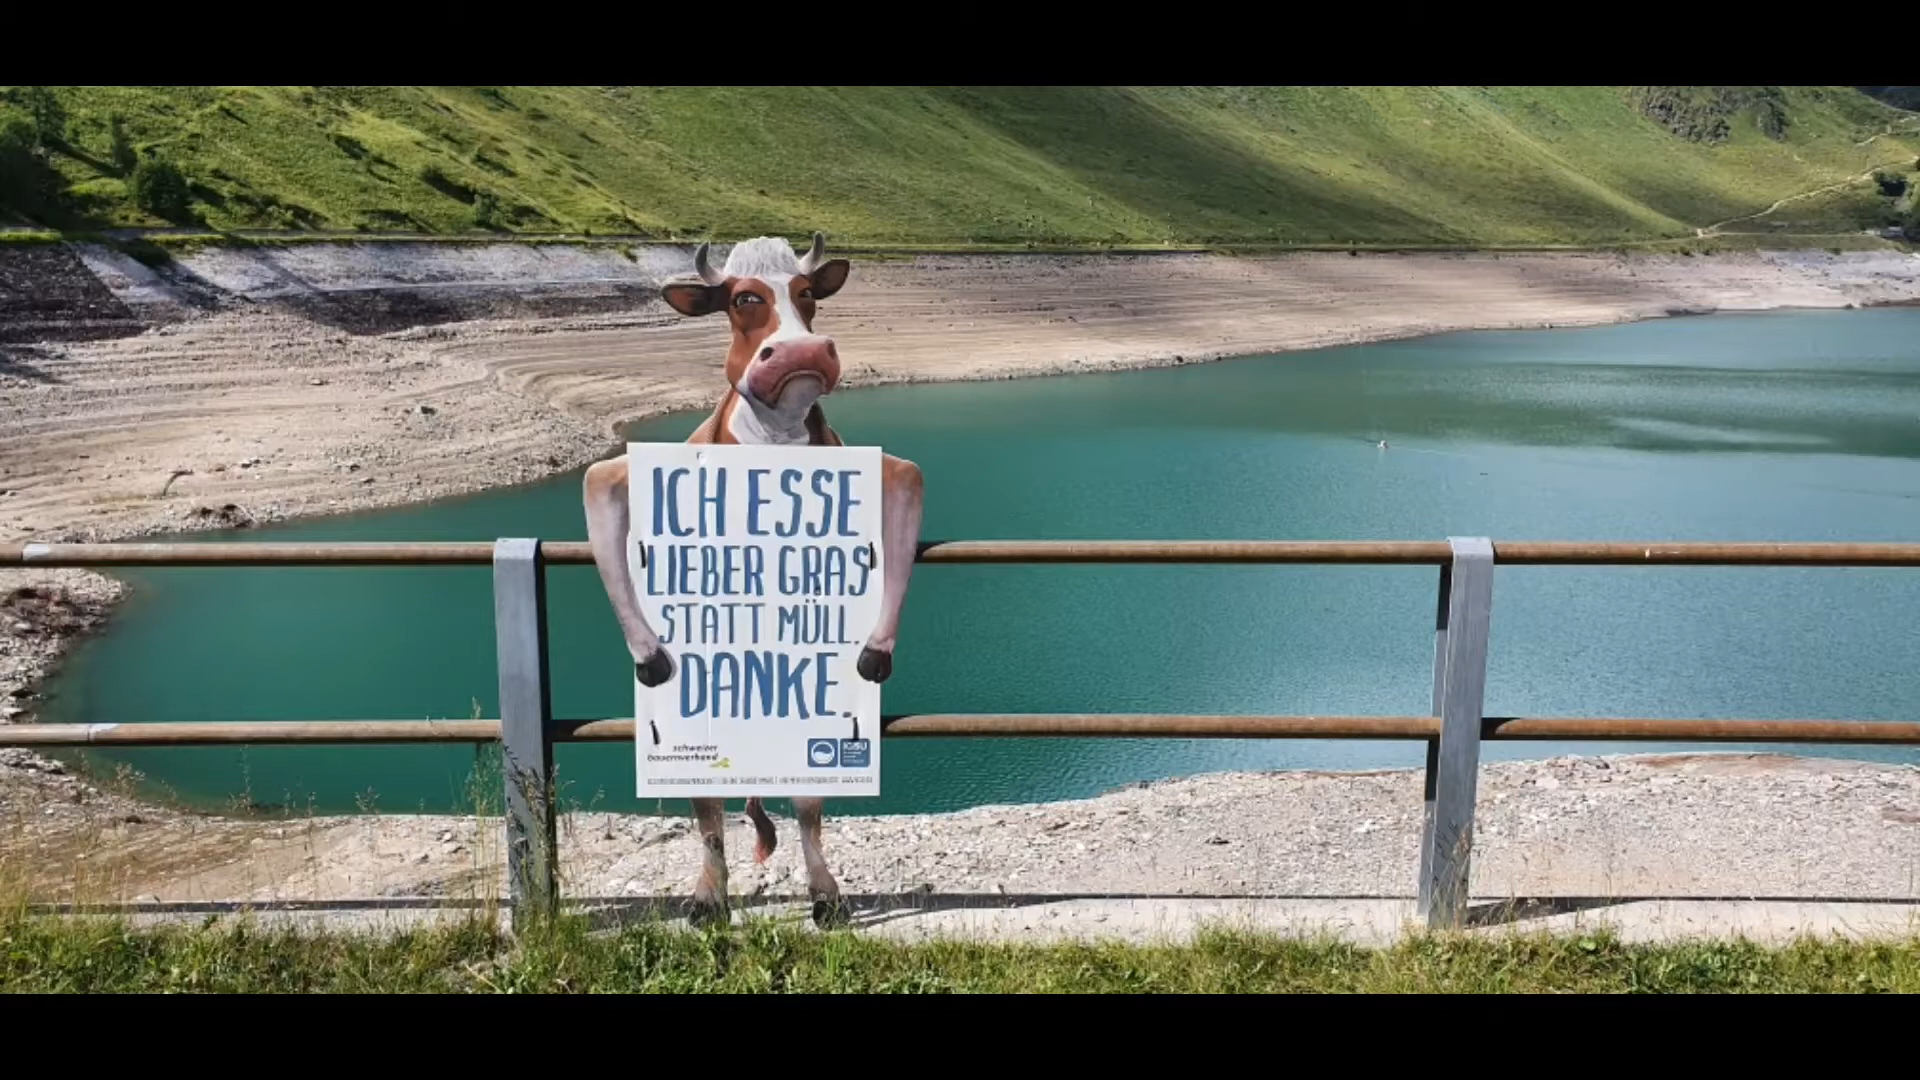 ICH ESSE
LIEBER GRAS
STATT MÜLL.
DANKE.
schweizer
bauernverband
IGSU